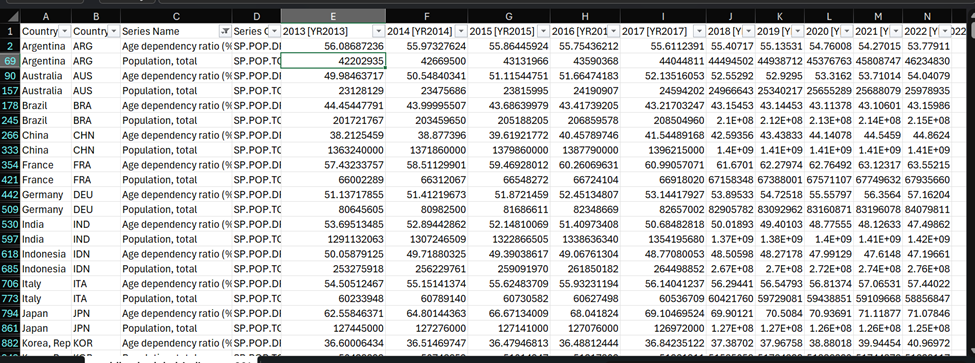 A B C D E F G H I J K L M N
1 Country Country Series Name Series C 2013 [YR2013] 2014 [YR2014] 2015 [YR2015] 2016 [YR201 2017 [YR2017] 2018 [Y 2019 [Y 2020 [Y 2021 [Y 2022 [Y 2022
2 Argentina ARG Age dependency ratio (% SP.POP.DI 56.08687236 55.97327624 55.86445924 55.75436212 55.6112391 55.40717 55.13531 54.76008 54.27015 53.77911
69 Argentina ARG Population, total SP.POP.TO 42202935 42669500 43131966 43590368 44044811 44494502 44938712 45376763 45808747 46234830
90 Australia AUS Age dependency ratio (% SP.POP.DI 49.98463717 50.54840341 51.11544751 51.66474183 52.13516053 52.55292 52.9295 53.3162 53.71014 54.04079
157 Australia AUS Population, total SP.POP.TO 23128129 23475686 23815995 24190907 24594202 24966643 25340217 25655289 25688079 25978935
178 Brazil BRA Age dependency ratio (% SP.POP.DI 44.45447791 43.99995507 43.68639979 43.41739205 43.21703247 43.15453 43.14453 43.11378 43.10601 43.15986
245 Brazil BRA Population, total SP.POP.TO 201721767 203459650 205188205 206859578 208504960 2.1E+08 2.12E+08 2.13E+08 2.14E+08 2.15E+08
266 China CHN Age dependency ratio (% SP.POP.DI 38.2125459 38.877396 39.61921772 40.45789746 41.54489168 42.59356 43.43833 44.14078 44.5459 44.8624
333 China CHN Population, total SP.POP.TO 1363240000 1371860000 1379860000 1387790000 1396215000 1.4E+09 1.41E+09 1.41E+09 1.41E+09 1.41E+09
354 France FRA Age dependency ratio (% SP.POP.DI 57.43233757 58.51129901 59.46928012 60.26069631 60.99057071 61.6701 62.27974 62.76492 63.12317 63.55215
421 France FRA Population, total SP.POP.TO 66002289 66312067 66548272 66724104 66918020 67158348 67388001 67571107 67749632 67935660
442 Germany DEU Age dependency ratio (% SP.POP.DI 51.13717855 51.41219673 51.8721459 52.45134807 53.14417927 53.89533 54.72518 55.55797 56.3564 57.16204
509 Germany DEU Population, total SP.POP.TO 80645605 80982500 81686611 82348669 82657002 82905782 83092962 83160871 83196078 84079811
530 India IND Age dependency ratio (% SP.POP.DI 53.69513485 52.89442862 52.14810069 51.40973408 50.68482818 50.01893 49.40103 48.77755 48.12633 47.49862
597 India IND Population, total SP.POP.TO 1291132063 1307246509 1322866505 1338636340 1354195680 1.37E+09 1.38E+09 1.4E+09 1.41E+09 1.42E+09
618 Indonesia IDN Age dependency ratio (% SP.POP.DI 50.05879125 49.71880325 49.39038617 49.06761304 48.77080053 48.50598 48.27178 47.99129 47.6148 47.19661
685 Indonesia IDN Population, total SP.POP.TO 253275918 256229761 259091970 261850182 264498852 2.67E+08 2.7E+08 2.72E+08 2.74E+08 2.76E+08
706 Italy ITA Age dependency ratio (% SP.POP.DI 54.50512467 55.15141374 55.62483709 55.93231194 56.14041237 56.29441 56.54793 56.81374 57.06531 57.44022
773 Italy ITA Population, total SP.POP.TO 60233948 60789140 60730582 60627498 60536709 60421760 59729081 59438851 59109668 58856847
794 Japan JPN Age dependency ratio (% SP.POP.DI 62.55846371 64.80144363 66.67134009 68.041824 69.10469524 69.90121 70.5084 70.93691 71.11877 71.07846
861 Japan JPN Population, total SP.POP.TO 127445000 127276000 127141000 127076000 126972000 1.27E+08 1.27E+08 1.26E+08 1.26E+08 1.25E+08
882 Korea, Rep KOR Age dependency ratio (% SP.POP.DI 36.60006434 36.51469747 36.47946813 36.48812444 36.84235122 37.38702 37.96758 38.88018 39.94454 40.96972